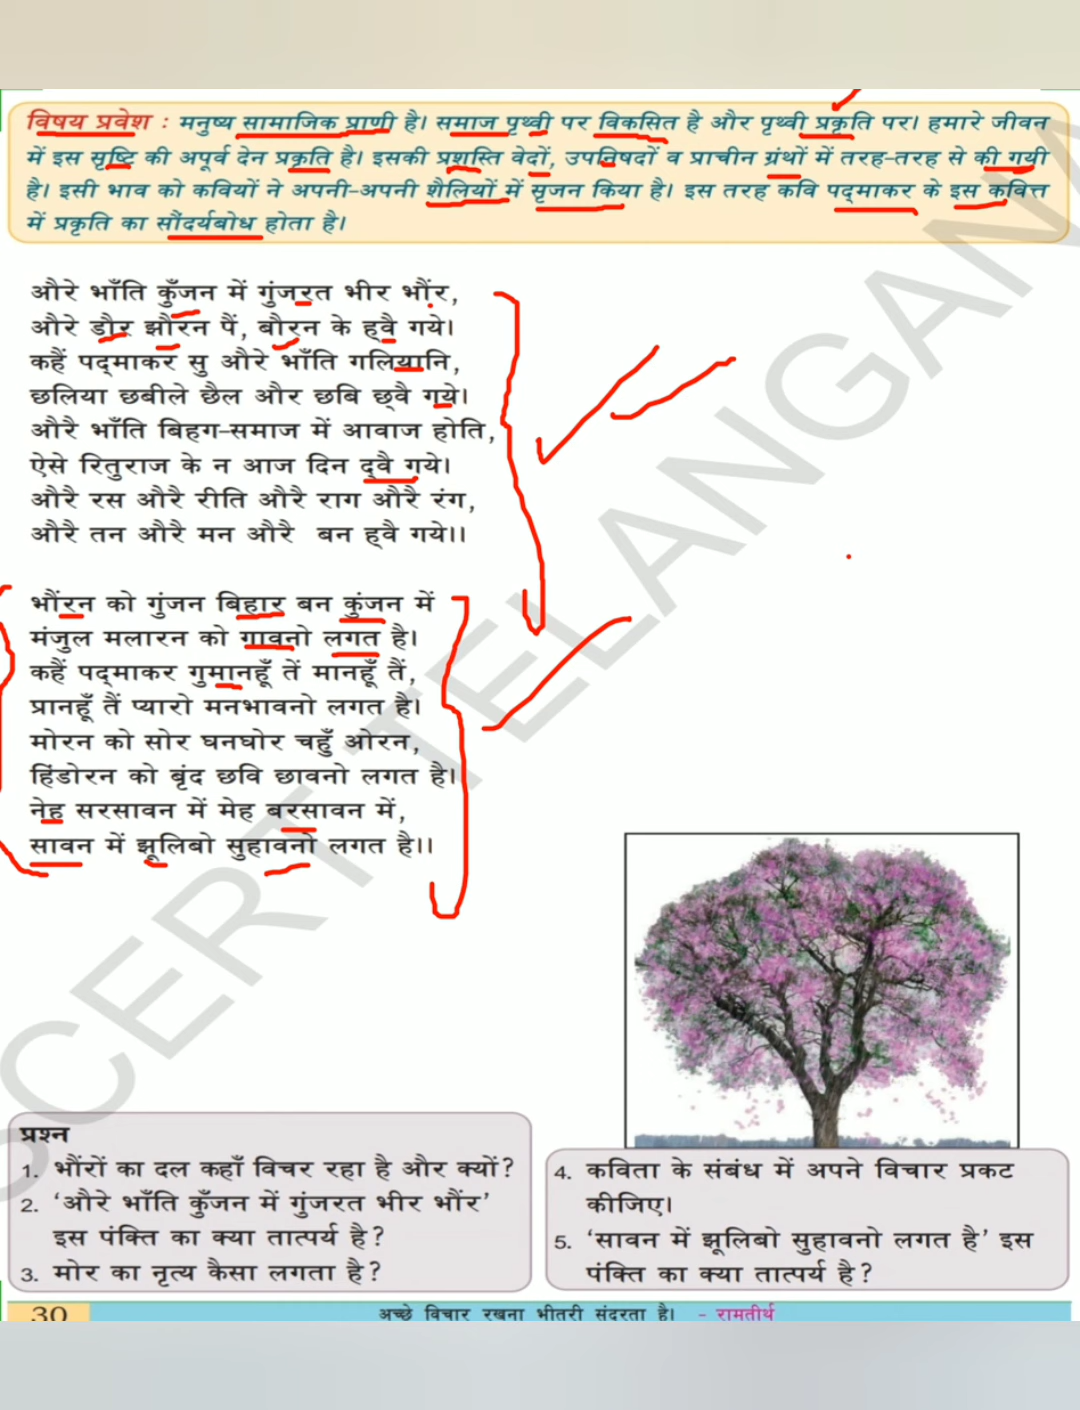 विषय प्रवेश : मनुष्य सामाजिक प्राणी है। समाज पृथ्वी पर विकसित है और पृथ्वी प्रकृति पर। हमारे जीवन
में इस सृष्टि की अपूर्व देन प्रकृति है। इसकी प्रशस्ति वेदों, उपनिषदों व प्राचीन ग्रंथों में तरह-तरह से की गयी
है। इसी भाव को कवियों ने अपनी-अपनी शैलियों में सृजन किया है। इस तरह कवि पद्माकर के इस कवित्त
में प्रकृति का सौंदर्यबोध होता है।
औरे भाँति कुँजन में गुंजरत भीर भौंर,
औरे डौर झौरन पैं, बौरन के ह्वै गये।
कहैं पद्माकर सु औरे भाँति गलियानि,
छलिया छबीले छैल और छबि छ्वै गये।
औरै भाँति बिहग-समाज में आवाज होति,
ऐसे रितुराज के न आज दिन द्वै गये।
औरै रस औरै रीति औरै राग औरै रंग,
औरै तन औरै मन औरै बन ह्वै गये।।
भौंरन को गुंजन बिहार बन कुंजन में
मंजुल मलारन को गावनो लगत है।
कहैं पद्माकर गुमानहूँ तें मानहूँ तैं,
प्रानहूँ तैं प्यारो मनभावनो लगत है।
मोरन को सोर घनघोर चहुँ ओरन,
हिंडोरन को बृंद छवि छावनो लगत है।
नेह सरसावन में मेह बरसावन में,
सावन में झूलिबो सुहावनो लगत है।।
प्रश्न
1. भौंरों का दल कहाँ विचर रहा है और क्यों?
2. ‘औरे भाँति कुँजन में गुंजरत भीर भौंर’
इस पंक्ति का क्या तात्पर्य है?
3. मोर का नृत्य कैसा लगता है?
4. कविता के संबंध में अपने विचार प्रकट
कीजिए।
5. ‘सावन में झूलिबो सुहावनो लगत है’ इस
पंक्ति का क्या तात्पर्य है?
30 अच्छे विचार रखना भीतरी सुंदरता है। - रामतीर्थ
SCERT TELANGANA